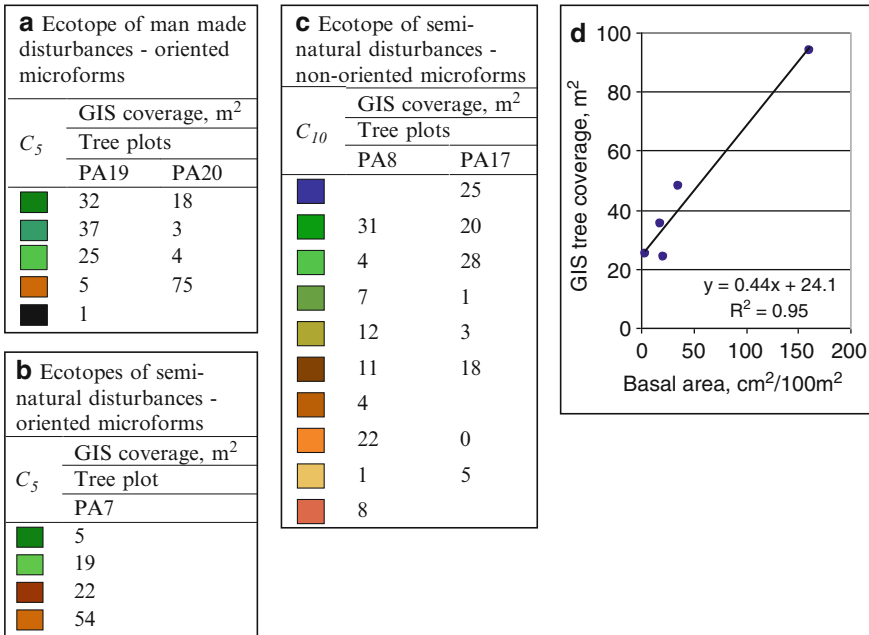 a Ecotope of man made
disturbances - oriented
microforms
GIS coverage, m²
C₅
Tree plots
PA19 PA20
32 18
37 3
25 4
5 75
1
b Ecotopes of semi-
natural disturbances -
oriented microforms
GIS coverage, m²
C₅
Tree plot
PA7
5
19
22
54
c Ecotope of semi-
natural disturbances -
non-oriented microforms
GIS coverage, m²
C₁₀
Tree plots
PA8 PA17
25
31 20
4 28
7 1
12 3
11 18
4
22 0
1 5
8
d
GIS tree coverage, m²
100
80
60
40
20
0
y = 0.44x + 24.1
R² = 0.95
0 50 100 150 200
Basal area, cm²/100m²